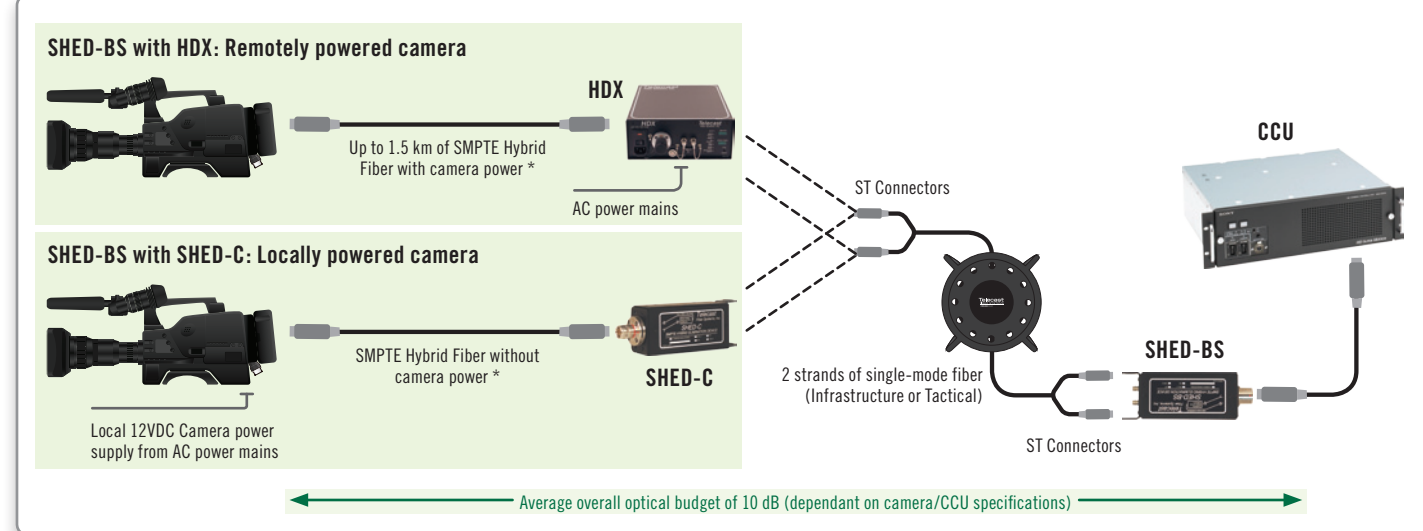 SHED-BS with HDX: Remotely powered camera
HDX
Up to 1.5 km of SMPTE Hybrid
Fiber with camera power *
AC power mains
SHED-BS with SHED-C: Locally powered camera
SMPTE Hybrid Fiber without
camera power *
SHED-C
Local 12VDC Camera power
supply from AC power mains
ST Connectors
Telecast
2 strands of single-mode fiber
(Infrastructure or Tactical)
ST Connectors
SHED-BS
CCU
Average overall optical budget of 10 dB (dependant on camera/CCU specifications)